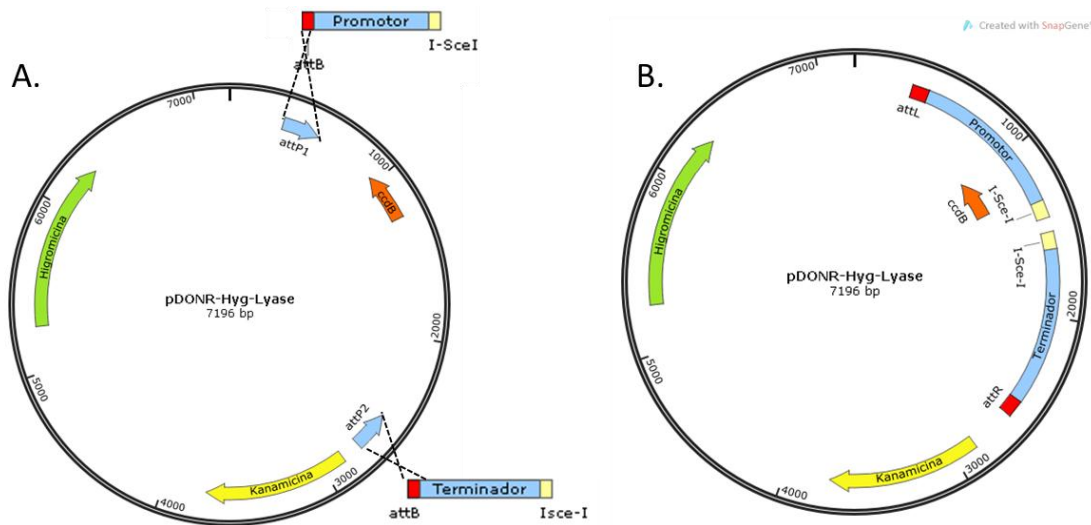 Promotor
I-SceI
attB
A.
7000
attP1
1000
ccdB
6000
Higromicina
pDONR-Hyg-Lyase
7196 bp
2000
5000
attP2
Kanamicina
3000
4000
Terminador
attB
Isce-I
Created with SnapGene®
B.
7000
attL
Promotor
1000
I-Sce-I
ccdB
6000
Higromicina
I-Sce-I
pDONR-Hyg-Lyase
7196 bp
2000
Terminador
5000
attR
Kanamicina
3000
4000